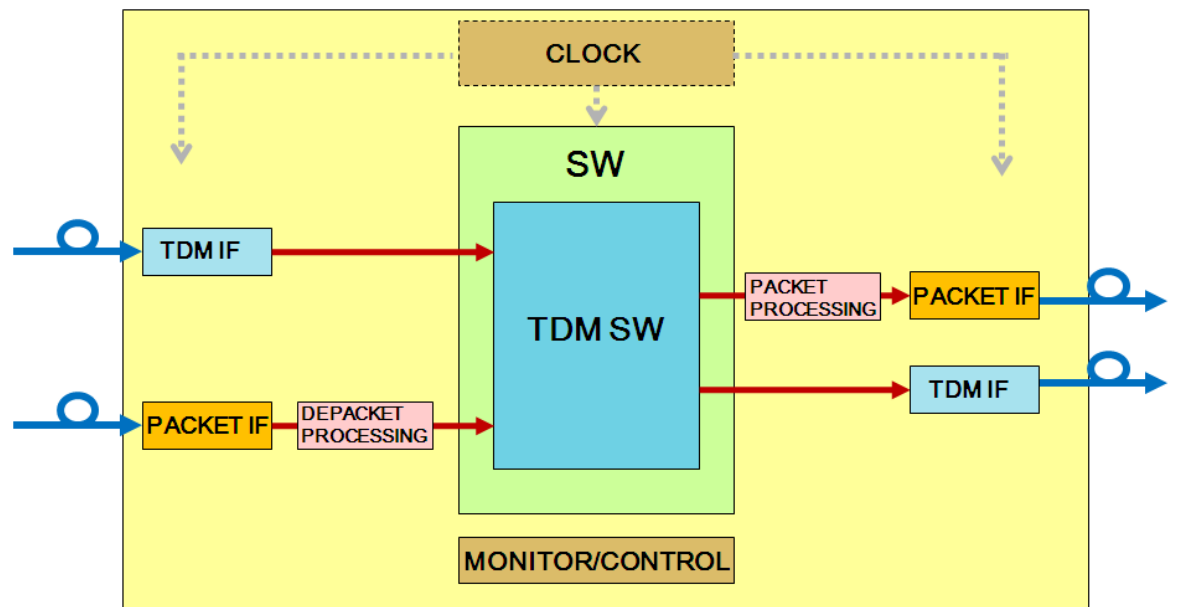 CLOCK
SW
TDM IF
TDM SW
PACKET
PROCESSING
PACKET IF
TDM IF
PACKET IF
DEPACKET
PROCESSING
MONITOR/CONTROL